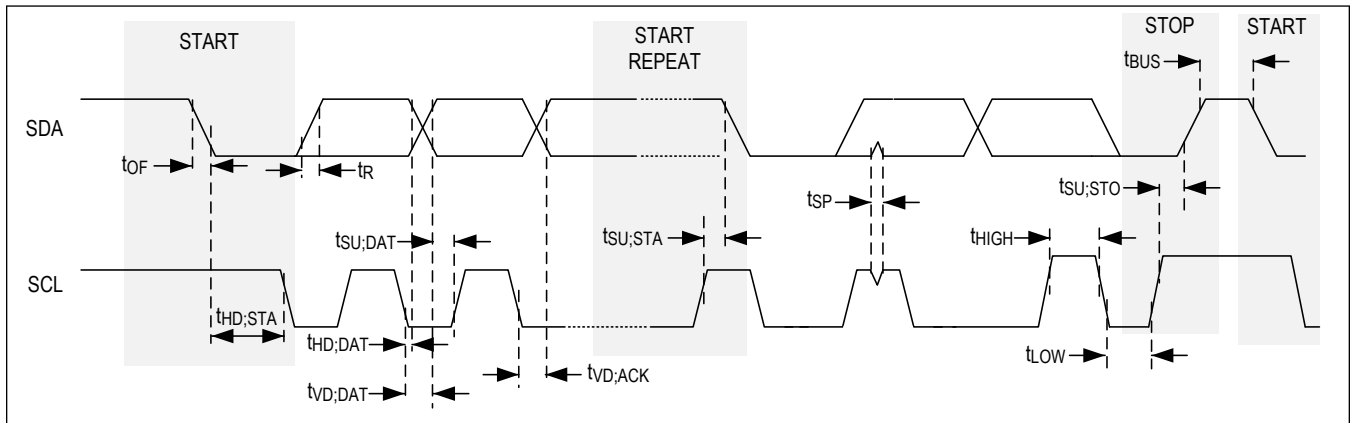 START
START
REPEAT
STOP
START
tBUS
SDA
tOF
tR
tSP
tSU;STO
tSU;DAT
tSU;STA
tHIGH
SCL
tHD;STA
tHD;DAT
tLOW
tVD;DAT
tVD;ACK